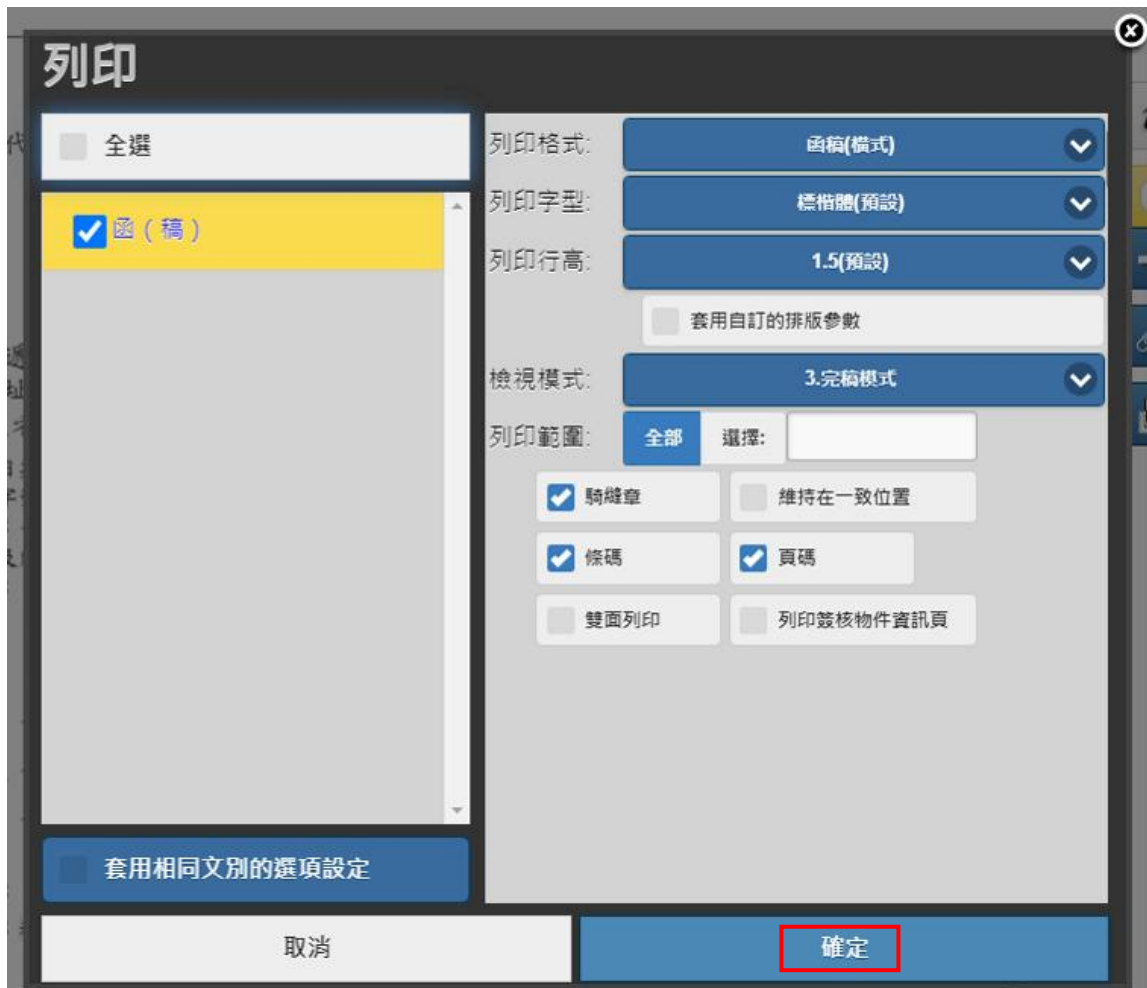 列印
全選
函（稿）
套用相同文別的選項設定
列印格式: 函稿(橫式)
列印字型: 標楷體(預設)
列印行高: 1.5(預設)
套用自訂的排版參數
檢視模式: 3.完稿模式
列印範圍: 全部 選擇:
騎縫章 維持在一致位置
條碼 頁碼
雙面列印 列印簽核物件資訊頁
取消 確定